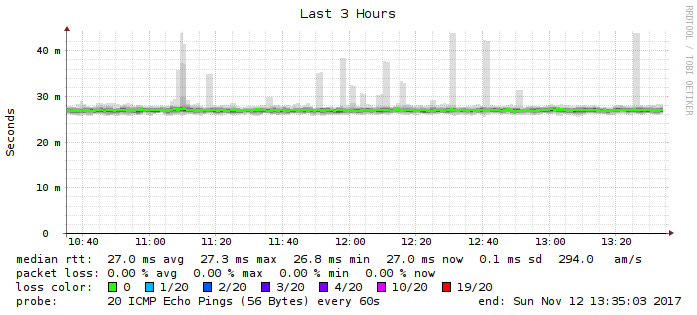 Last 3 Hours
RRDTOOL / TOBI OETIKER
Seconds
40 m
30 m
20 m
10 m
0
10:40 11:00 11:20 11:40 12:00 12:20 12:40 13:00 13:20
median rtt: 27.0 ms avg 27.3 ms max 26.8 ms min 27.0 ms now 0.1 ms sd 294.0 am/s
packet loss: 0.00 % avg 0.00 % max 0.00 % min 0.00 % now
loss color: 0 1/20 2/20 3/20 4/20 10/20 19/20
probe: 20 ICMP Echo Pings (56 Bytes) every 60s end: Sun Nov 12 13:35:03 2017